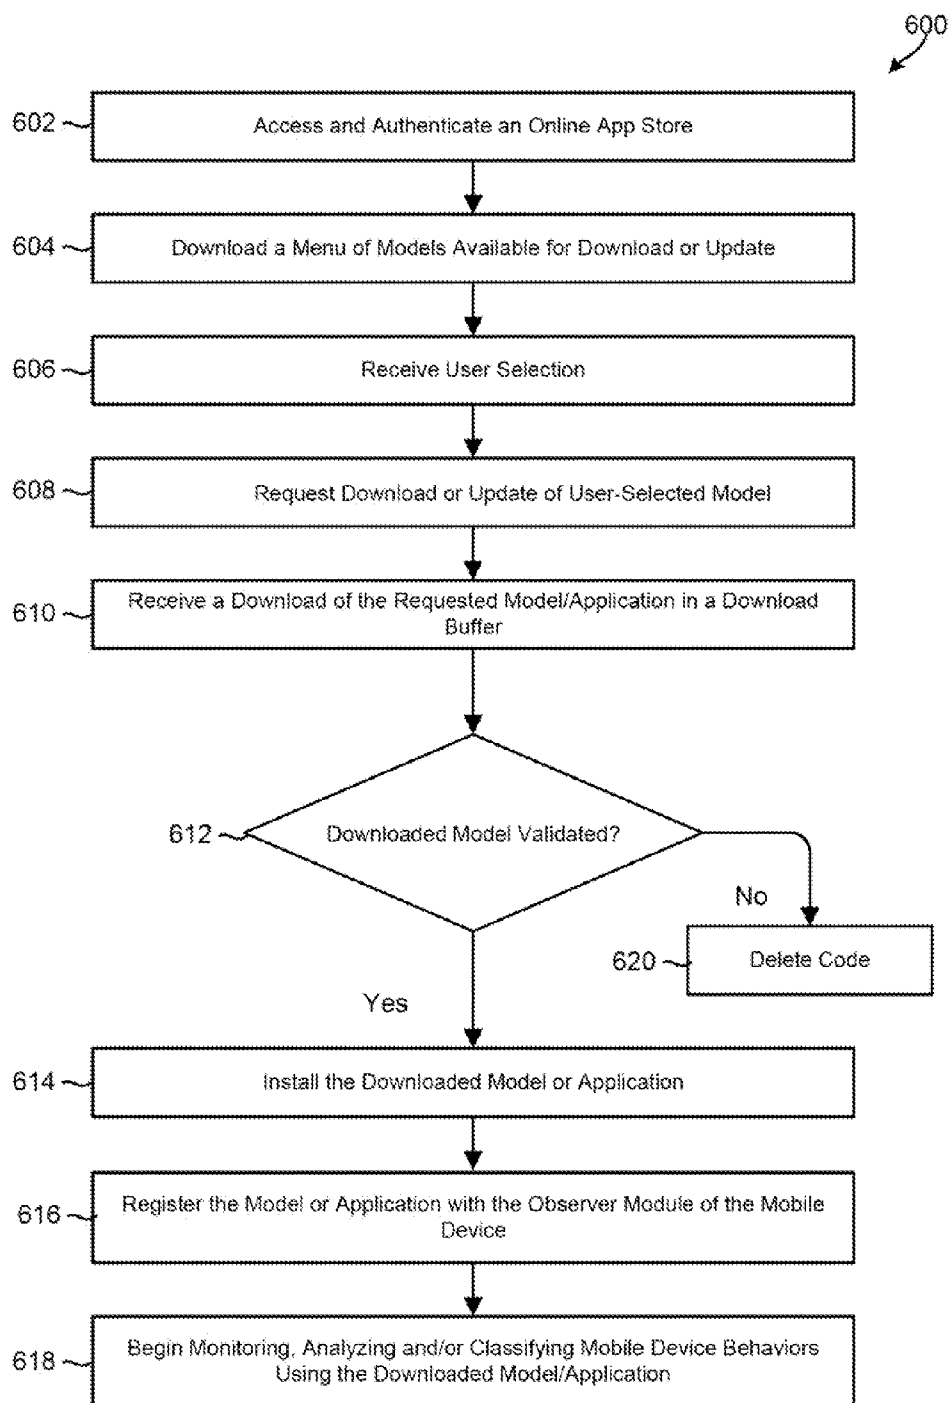 600
602
Access and Authenticate an Online App Store
604
Download a Menu of Models Available for Download or Update
606
Receive User Selection
608
Request Download or Update of User-Selected Model
610
Receive a Download of the Requested Model/Application in a Download
Buffer
612
Downloaded Model Validated?
No
620
Delete Code
Yes
614
Install the Downloaded Model or Application
616
Register the Model or Application with the Observer Module of the Mobile
Device
618
Begin Monitoring, Analyzing and/or Classifying Mobile Device Behaviors
Using the Downloaded Model/Application